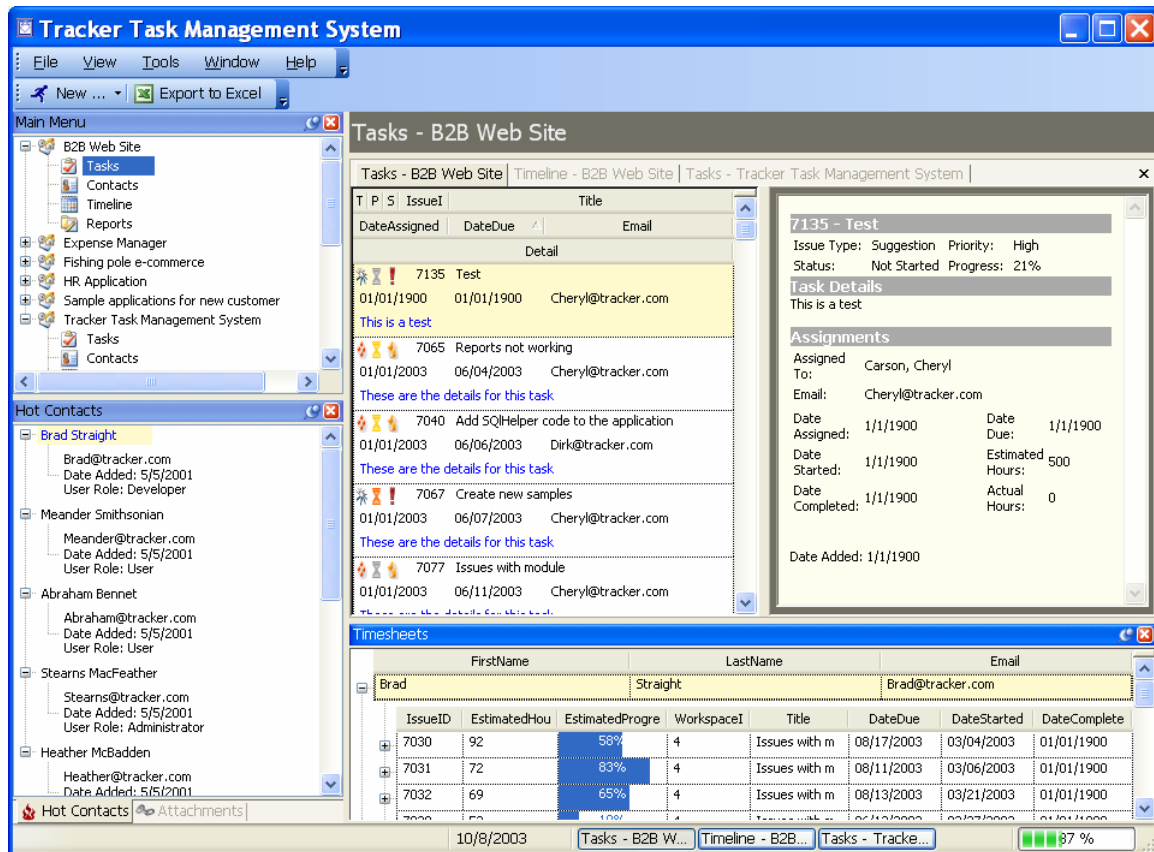 Tracker Task Management System
File View Tools Window Help
New ... Export to Excel
Main Menu
B2B Web Site
Tasks
Contacts
Timeline
Reports
Expense Manager
Fishing pole e-commerce
HR Application
Sample applications for new customer
Tracker Task Management System
Tasks
Contacts
Hot Contacts
Brad Straight
Brad@tracker.com
Date Added: 5/5/2001
User Role: Developer
Meander Smithsonian
Meander@tracker.com
Date Added: 5/5/2001
User Role: User
Abraham Bennet
Abraham@tracker.com
Date Added: 5/5/2001
User Role: User
Stearns MacFeather
Stearns@tracker.com
Date Added: 5/5/2001
User Role: Administrator
Heather McBadden
Heather@tracker.com
Date Added: 5/5/2001
Hot Contacts Attachments
Tasks - B2B Web Site
Tasks - B2B Web Site Timeline - B2B Web Site Tasks - Tracker Task Management System
T P S IssueI Title
DateAssigned DateDue Email
Detail
7135 Test
01/01/1900 01/01/1900 Cheryl@tracker.com
This is a test
7065 Reports not working
01/01/2003 06/04/2003 Cheryl@tracker.com
These are the details for this task
7040 Add SQlHelper code to the application
01/01/2003 06/06/2003 Dirk@tracker.com
These are the details for this task
7067 Create new samples
01/01/2003 06/07/2003 Cheryl@tracker.com
These are the details for this task
7077 Issues with module
01/01/2003 06/11/2003 Cheryl@tracker.com
7135 - Test
Issue Type: Suggestion Priority: High
Status: Not Started Progress: 21%
Task Details
This is a test
Assignments
Assigned To: Carson, Cheryl
Email: Cheryl@tracker.com
Date Assigned: 1/1/1900 Date Due: 1/1/1900
Date Started: 1/1/1900 Estimated Hours: 500
Date Completed: 1/1/1900 Actual Hours: 0
Date Added: 1/1/1900
Timesheets
FirstName LastName Email
Brad Straight Brad@tracker.com
IssueID EstimatedHou EstimatedProgre WorkspaceI Title DateDue DateStarted DateComplete
7030 92 58% 4 Issues with m 08/17/2003 03/04/2003 01/01/1900
7031 72 83% 4 Issues with m 08/11/2003 03/06/2003 01/01/1900
7032 69 65% 4 Issues with m 08/13/2003 03/21/2003 01/01/1900
10/8/2003 Tasks - B2B W... Timeline - B2B... Tasks - Tracke... 37 %